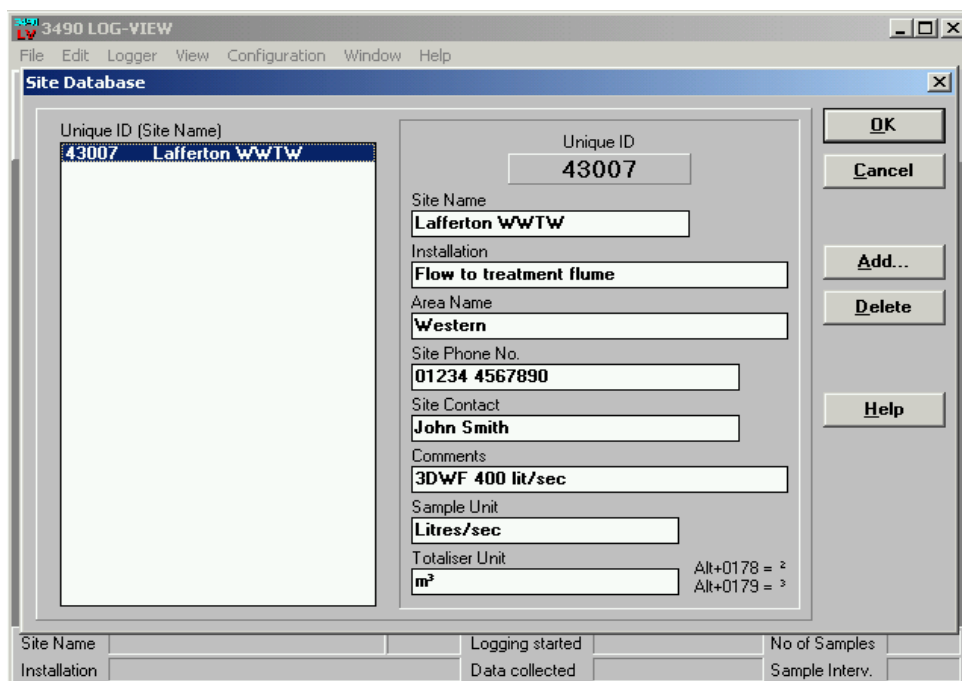 3490 LOG-VIEW
File Edit Logger View Configuration Window Help
Site Database
Unique ID (Site Name)
43007 Lafferton WWTW
Unique ID
43007
Site Name
Lafferton WWTW
Installation
Flow to treatment flume
Area Name
Western
Site Phone No.
01234 4567890
Site Contact
John Smith
Comments
3DWF 400 lit/sec
Sample Unit
Litres/sec
Totaliser Unit
m³
Alt+0178 = ²
Alt+0179 = ³
OK
Cancel
Add...
Delete
Help
Site Name Logging started No of Samples
Installation Data collected Sample Interv.